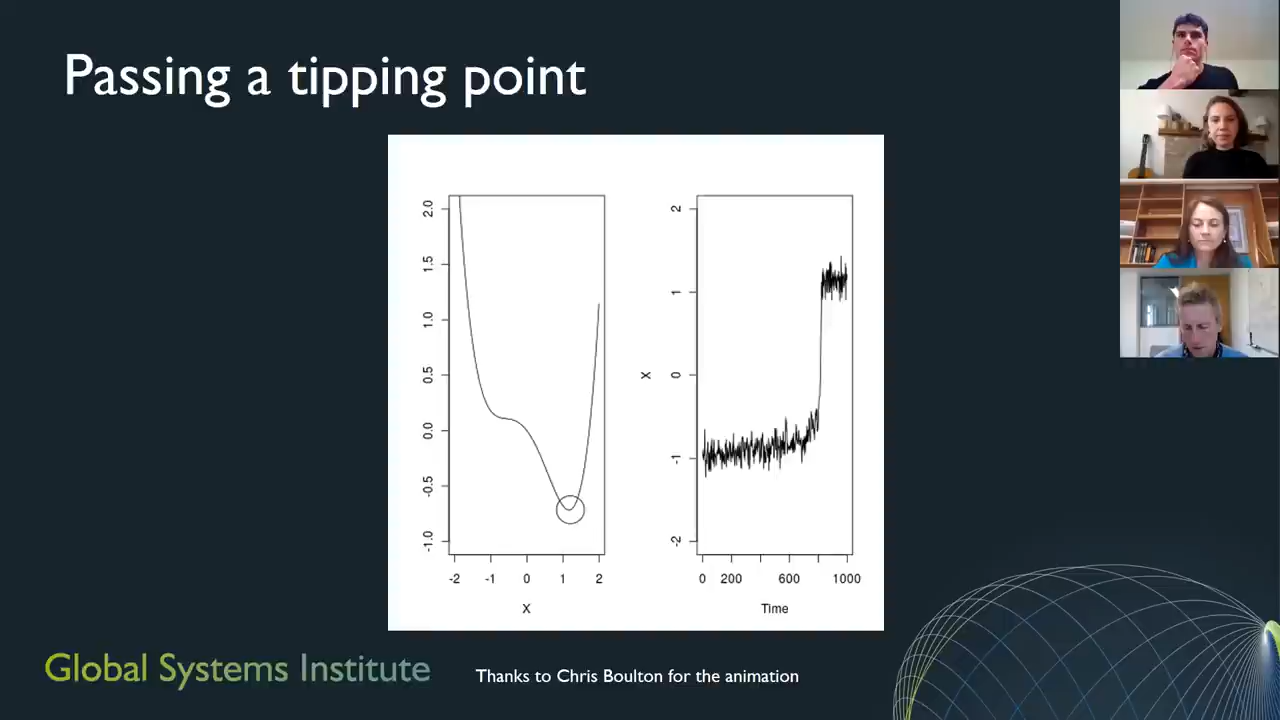 Passing a tipping point
2.0
1.5
1.0
0.5
0.0
-0.5
-1.0
-2 -1 0 1 2
X
2
1
0
-1
-2
X
0 200 600 1000
Time
Global Systems Institute
Thanks to Chris Boulton for the animation